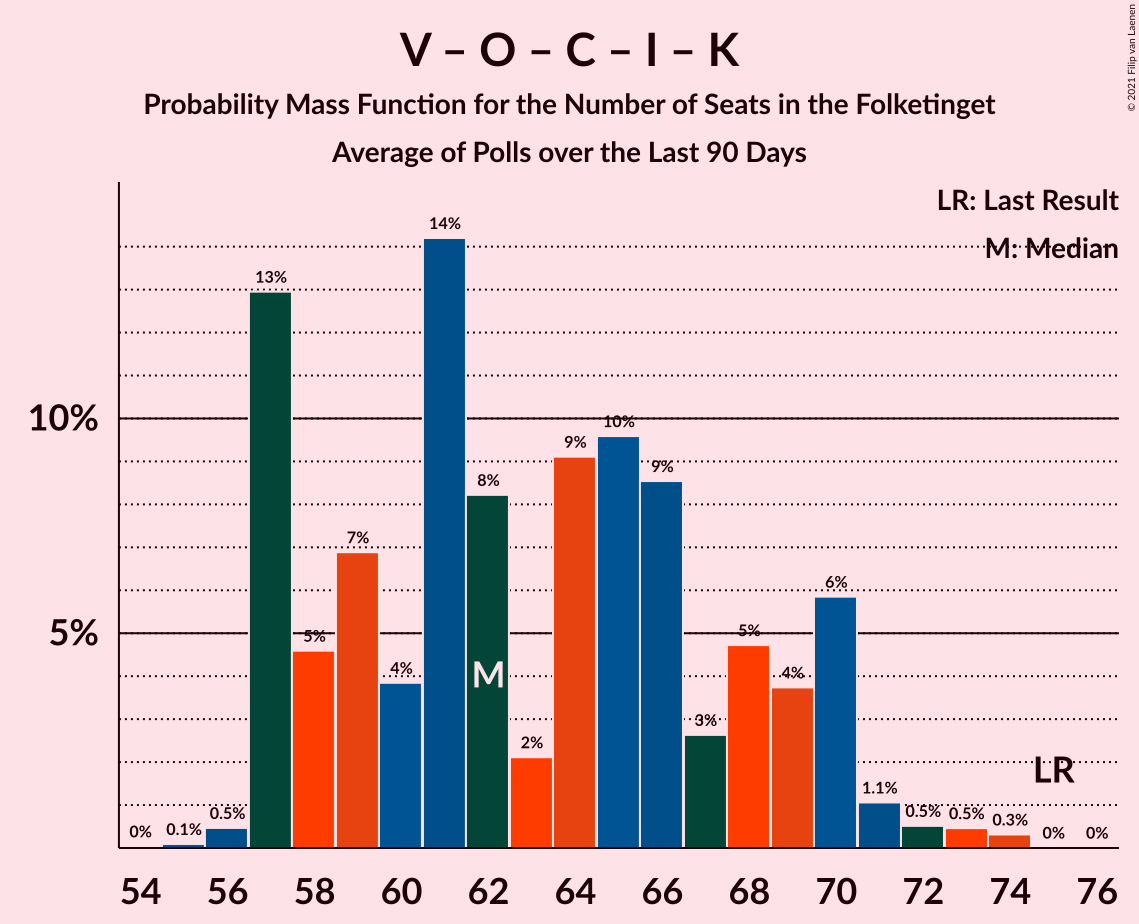 V – O – C – I – K
Probability Mass Function for the Number of Seats in the Folketinget
Average of Polls over the Last 90 Days
© 2021 Filip van Laenen
LR: Last Result
M: Median
10%
5%
0%
0.1%
0.5%
13%
5%
7%
4%
14%
8%
2%
9%
10%
9%
3%
5%
4%
6%
1.1%
0.5%
0.5%
0.3%
0%
0%
M
LR
54 56 58 60 62 64 66 68 70 72 74 76